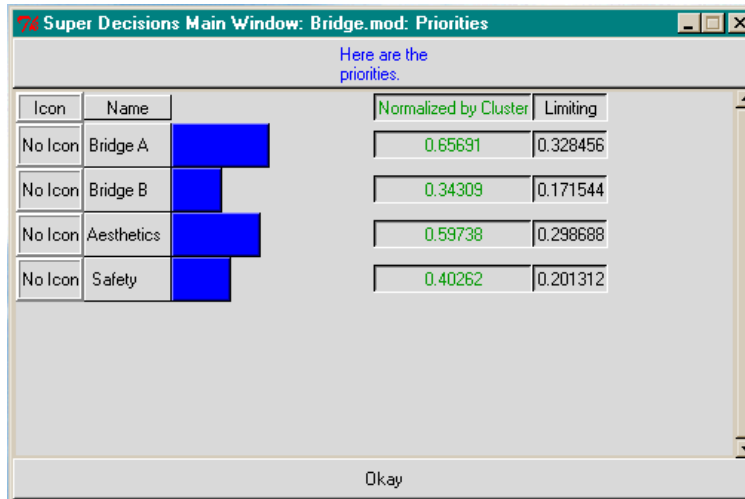 Super Decisions Main Window: Bridge.mod: Priorities
Here are the
priorities.
Icon Name Normalized by Cluster Limiting
No Icon Bridge A 0.65691 0.328456
No Icon Bridge B 0.34309 0.171544
No Icon Aesthetics 0.59738 0.298688
No Icon Safety 0.40262 0.201312
Okay